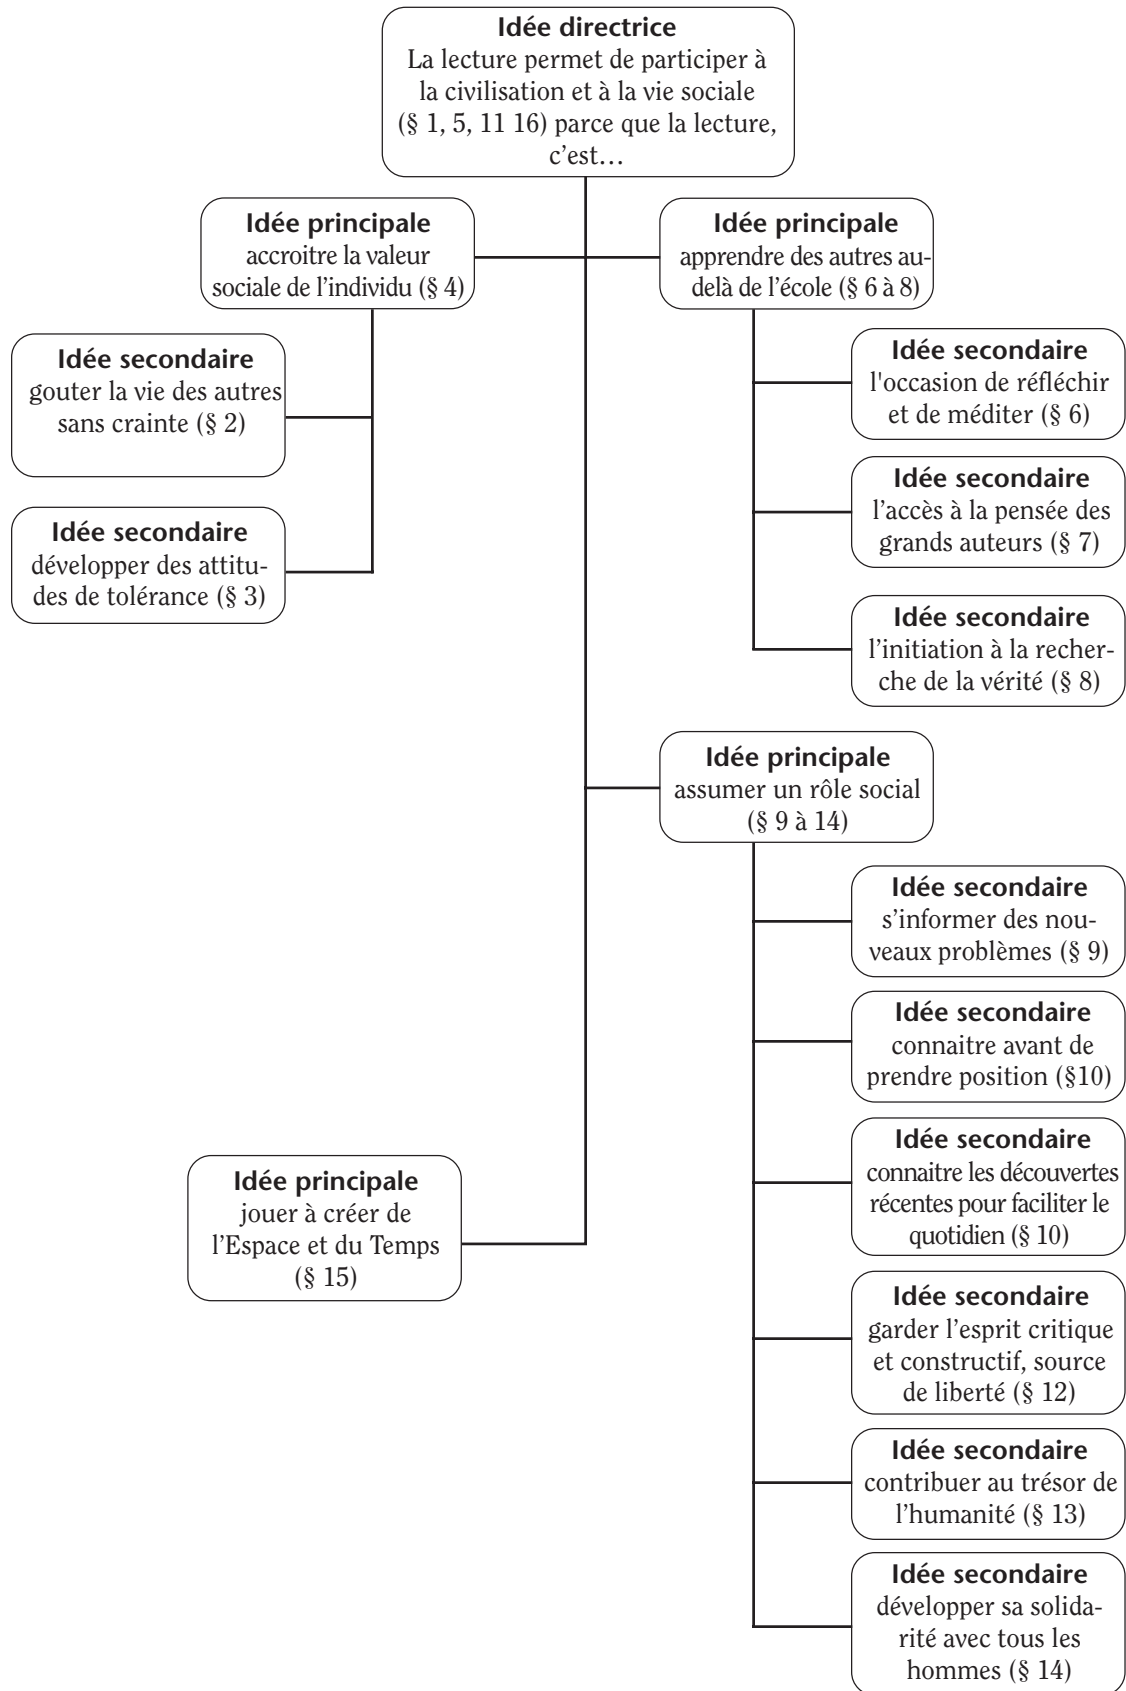 Idée directrice
La lecture permet de participer à
la civilisation et à la vie sociale
(§ 1, 5, 11 16) parce que la lecture,
c'est…
Idée principale
accroitre la valeur
sociale de l'individu (§ 4)
Idée secondaire
gouter la vie des autres
sans crainte (§ 2)
Idée secondaire
développer des attitu-
des de tolérance (§ 3)
Idée principale
apprendre des autres au-
delà de l'école (§ 6 à 8)
Idée secondaire
l'occasion de réfléchir
et de méditer (§ 6)
Idée secondaire
l'accès à la pensée des
grands auteurs (§ 7)
Idée secondaire
l'initiation à la recher-
che de la vérité (§ 8)
Idée principale
assumer un rôle social
(§ 9 à 14)
Idée secondaire
s'informer des nou-
veaux problèmes (§ 9)
Idée secondaire
connaitre avant de
prendre position (§10)
Idée secondaire
connaitre les découvertes
récentes pour faciliter le
quotidien (§ 10)
Idée secondaire
garder l'esprit critique
et constructif, source
de liberté (§ 12)
Idée secondaire
contribuer au trésor de
l'humanité (§ 13)
Idée secondaire
développer sa solida-
rité avec tous les
hommes (§ 14)
Idée principale
jouer à créer de
l'Espace et du Temps
(§ 15)